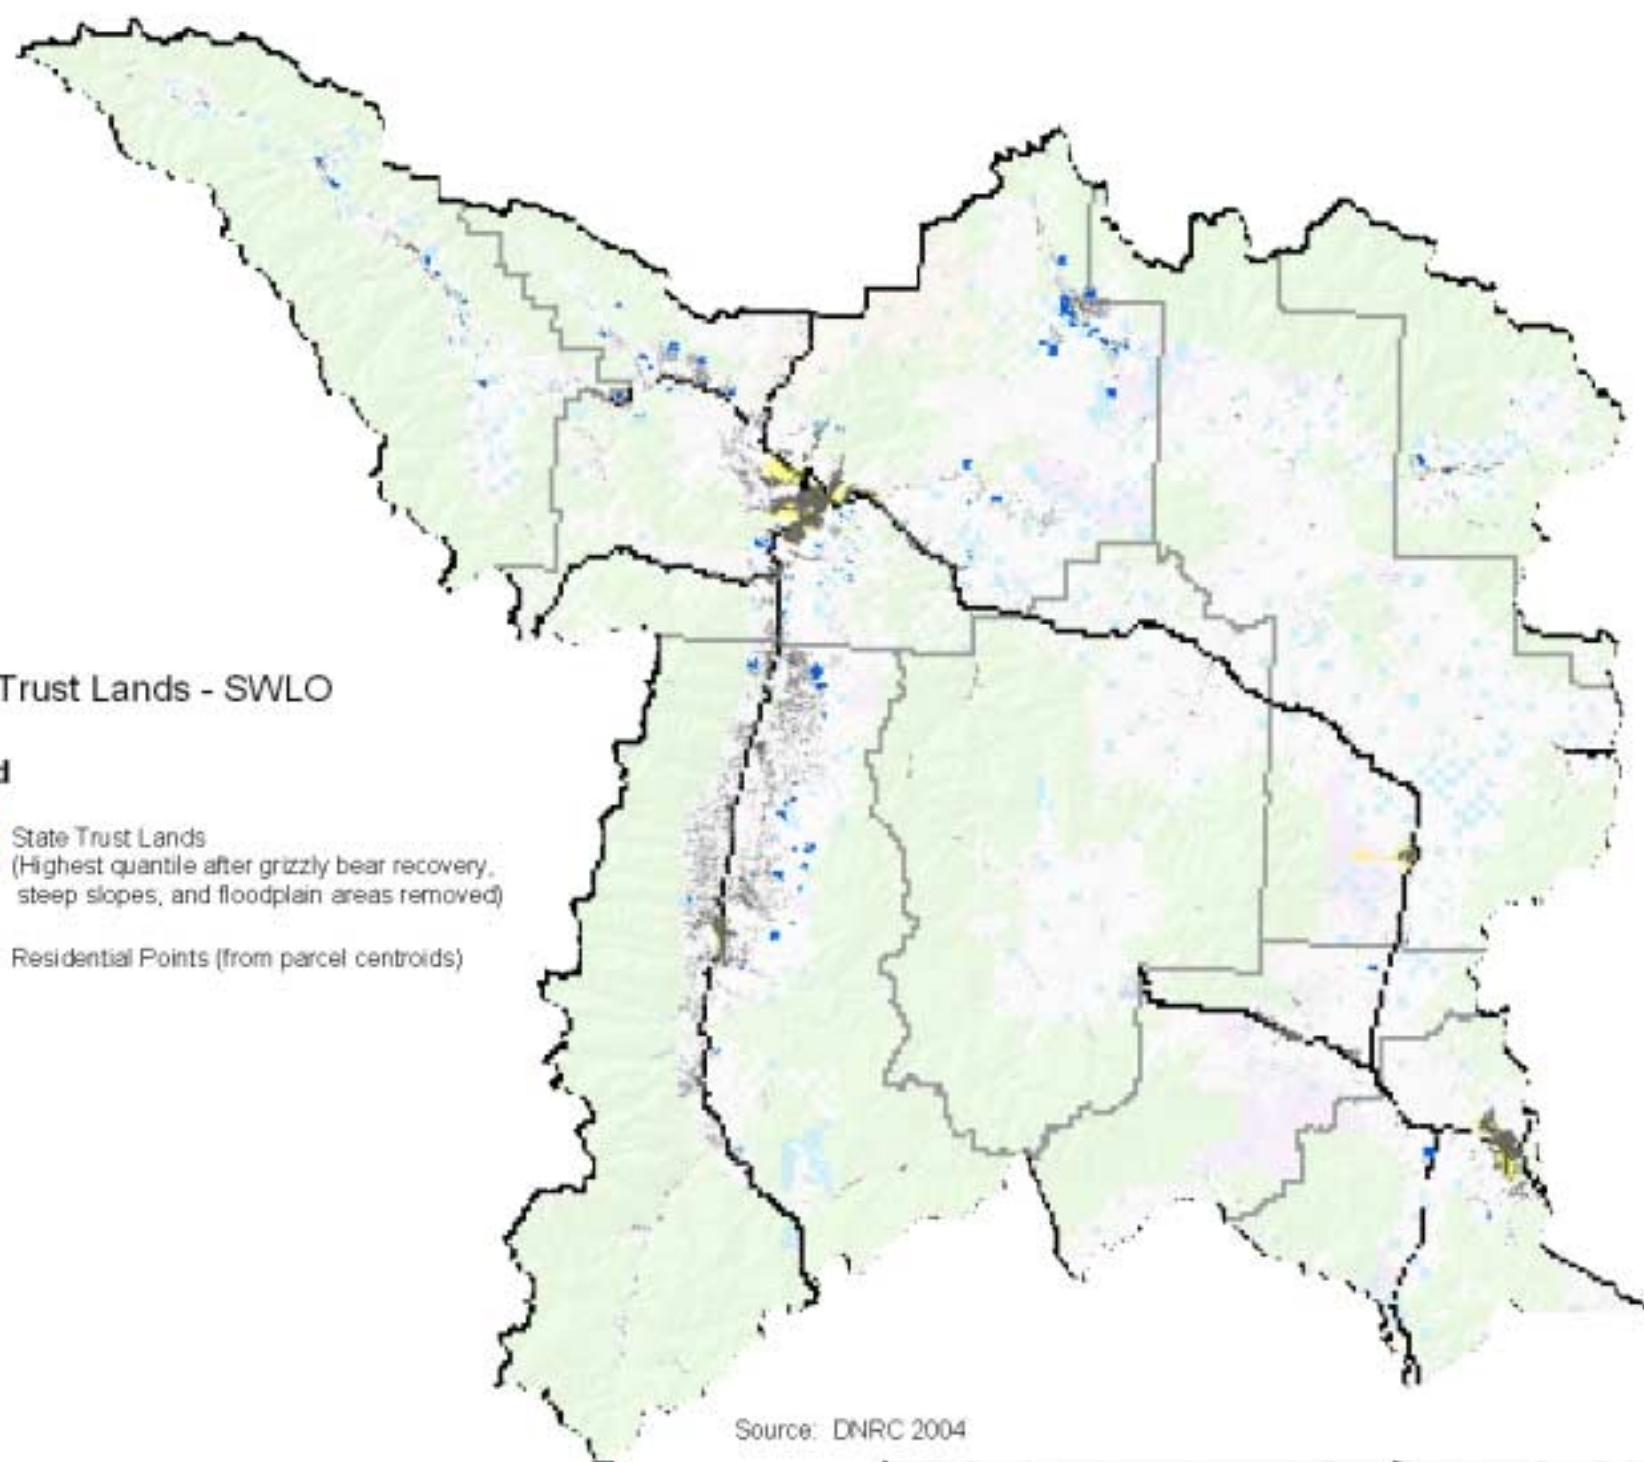 Trust Lands - SWLO
d
State Trust Lands
(Highest quantile after grizzly bear recovery,
steep slopes, and floodplain areas removed)
Residential Points (from parcel centroids)
Source: DNRC 2004